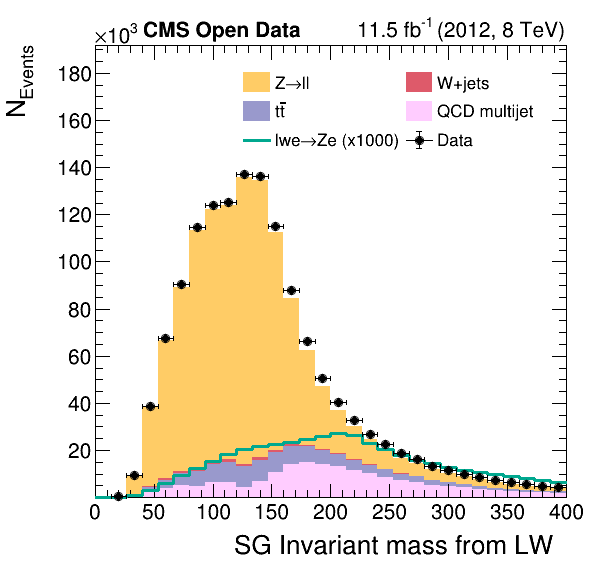 ×10³ CMS Open Data 11.5 fb⁻¹ (2012, 8 TeV)
N_Events
180
160
140
120
100
80
60
40
20
Z→ll W+jets
tt̄ QCD multijet
lwe→Ze (x1000) Data
0 50 100 150 200 250 300 350 400
SG Invariant mass from LW